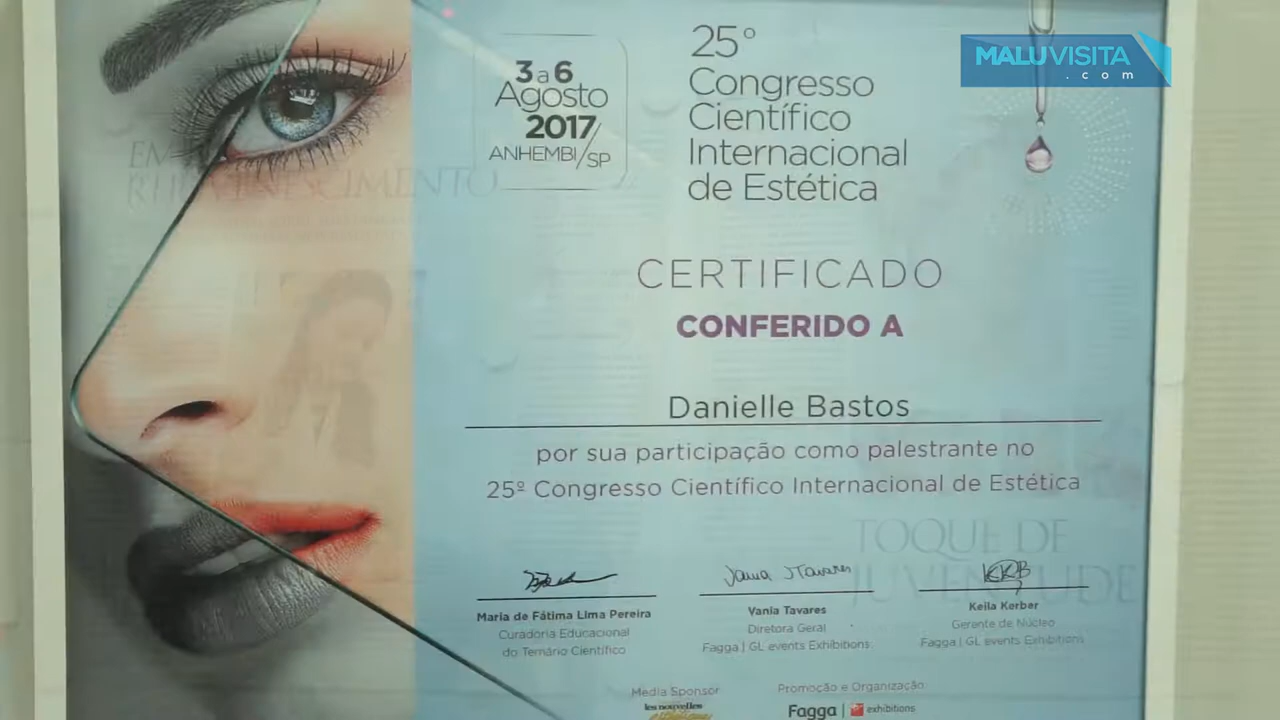 MALUVISITA
.com
3 a 6
Agosto
2017/
ANHEMBI/SP
25º
Congresso
Científico
Internacional
de Estética
CERTIFICADO
CONFERIDO A
Danielle Bastos
por sua participação como palestrante no
25º Congresso Científico Internacional de Estética
TOQUE DE
JUVENTUDE
Maria de Fátima Lima Pereira
Curadoria Educacional
do Temário Científico
Vania Tavares
Diretora Geral
Fagga | GL events Exhibitions
Keila Kerber
Gerente de Núcleo
Fagga | GL events Exhibitions
Media Sponsor
les nouvelles
Promoção e Organização
Fagga | exhibitions